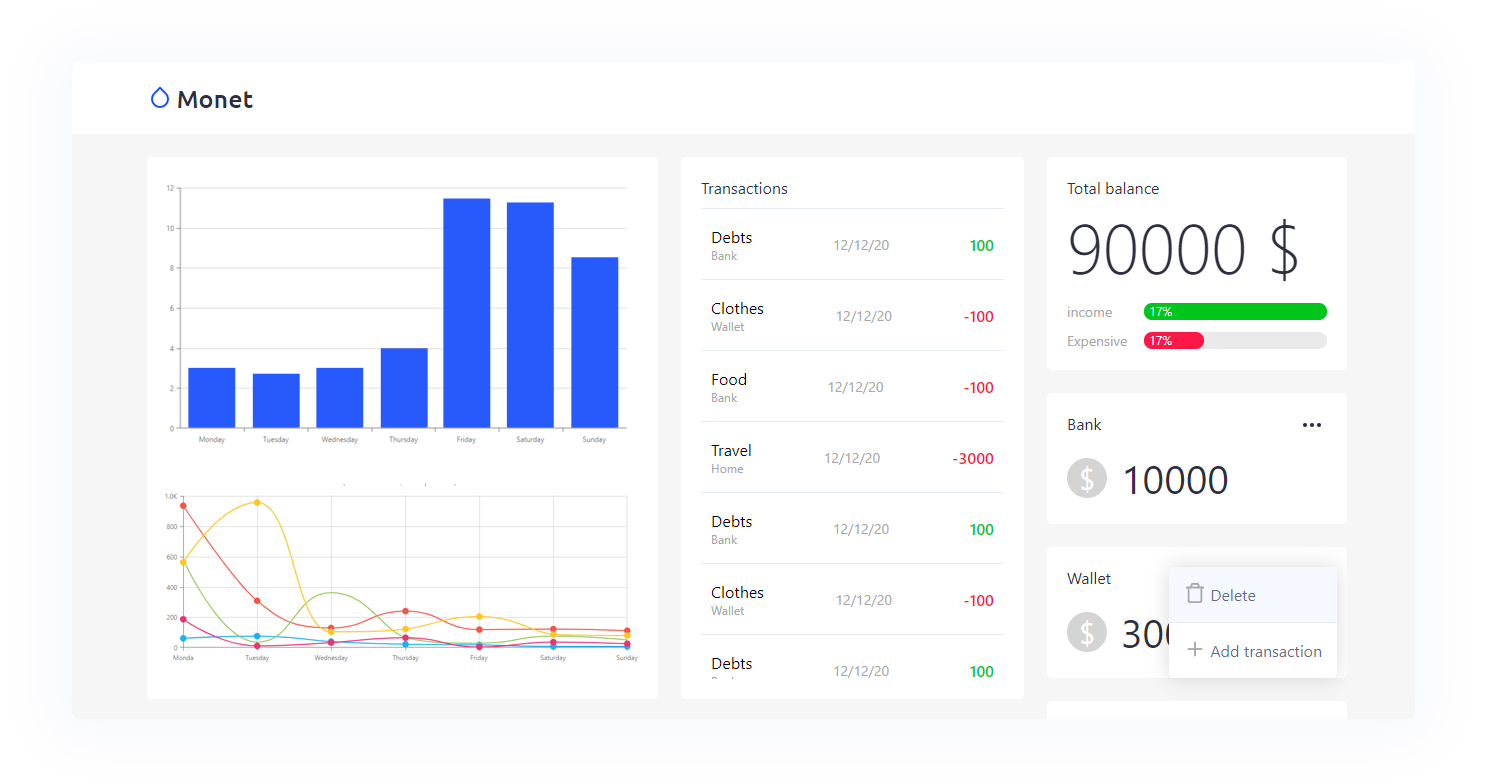 Monet
12
10
8
6
4
2
0
Monday Tuesday Wednesday Thursday Friday Saturday Sunday
1.0K
800
600
400
200
0
Monda Tuesday Wednesday Thursday Friday Saturday Sunday
Transactions
Debts 12/12/20 100
Bank
Clothes 12/12/20 -100
Wallet
Food 12/12/20 -100
Bank
Travel 12/12/20 -3000
Home
Debts 12/12/20 100
Bank
Clothes 12/12/20 -100
Wallet
Debts 12/12/20 100
Total balance
90000 $
income 17%
Expensive 17%
Bank •••
$ 10000
Wallet
$ 300
Delete
Add transaction